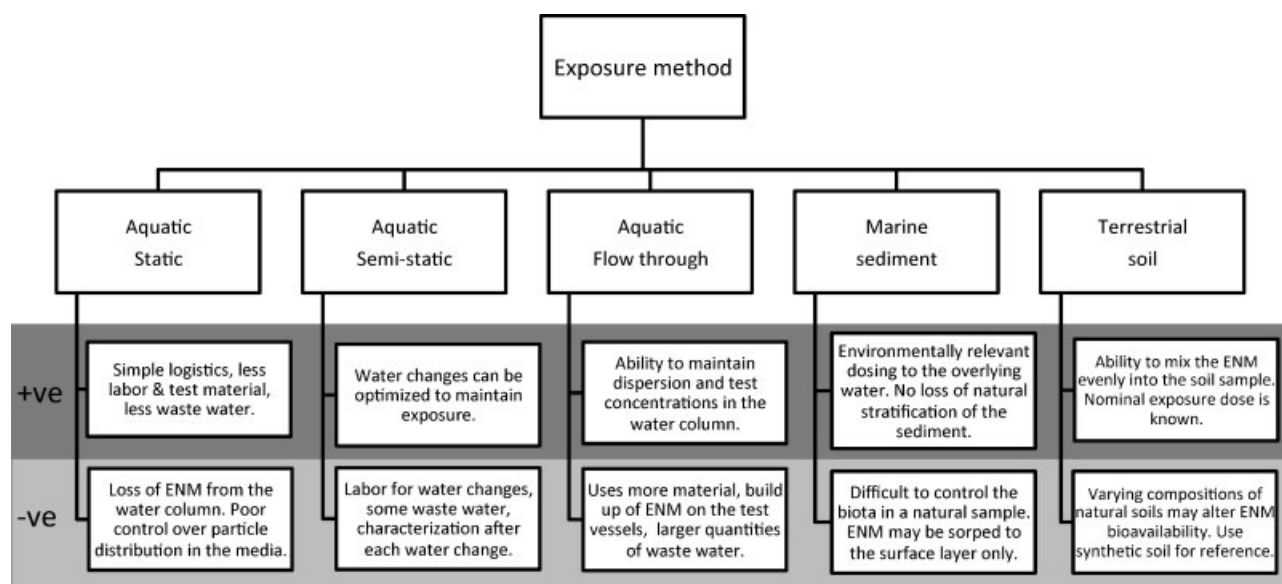 Exposure method
Aquatic
Static
Aquatic
Semi-static
Aquatic
Flow through
Marine
sediment
Terrestrial
soil
+ve
Simple logistics, less
labor & test material,
less waste water.
Water changes can be
optimized to maintain
exposure.
Ability to maintain
dispersion and test
concentrations in the
water column.
Environmentally relevant
dosing to the overlying
water. No loss of natural
stratification of the
sediment.
Ability to mix the ENM
evenly into the soil sample.
Nominal exposure dose is
known.
-ve
Loss of ENM from the
water column. Poor
control over particle
distribution in the media.
Labor for water changes,
some waste water,
characterization after
each water change.
Uses more material, build
up of ENM on the test
vessels, larger quantities
of waste water.
Difficult to control the
biota in a natural sample.
ENM may be sorped to
the surface layer only.
Varying compositions of
natural soils may alter ENM
bioavailability. Use
synthetic soil for reference.